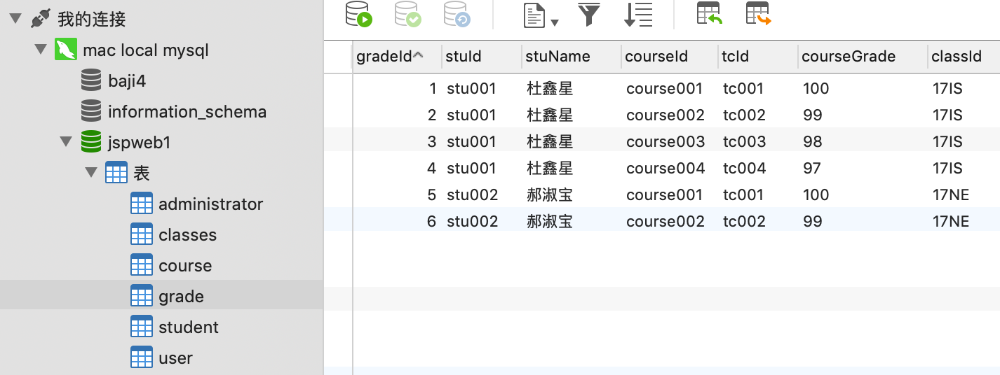 我的连接
mac local mysql
baji4
information_schema
jspweb1
表
administrator
classes
course
grade
student
user
gradeId stuId stuName courseId tcId courseGrade classId
1 stu001 杜鑫星 course001 tc001 100 17IS
2 stu001 杜鑫星 course002 tc002 99 17IS
3 stu001 杜鑫星 course003 tc003 98 17IS
4 stu001 杜鑫星 course004 tc004 97 17IS
5 stu002 郝淑宝 course001 tc001 100 17NE
6 stu002 郝淑宝 course002 tc002 99 17NE